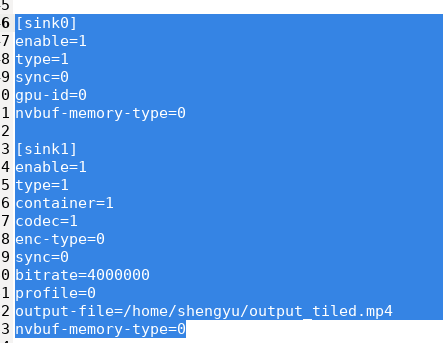 5
6 [sink0]
7 enable=1
8 type=1
9 sync=0
0 gpu-id=0
1 nvbuf-memory-type=0
2
3 [sink1]
4 enable=1
5 type=1
6 container=1
7 codec=1
8 enc-type=0
9 sync=0
0 bitrate=4000000
1 profile=0
2 output-file=/home/shengyu/output_tiled.mp4
3 nvbuf-memory-type=0